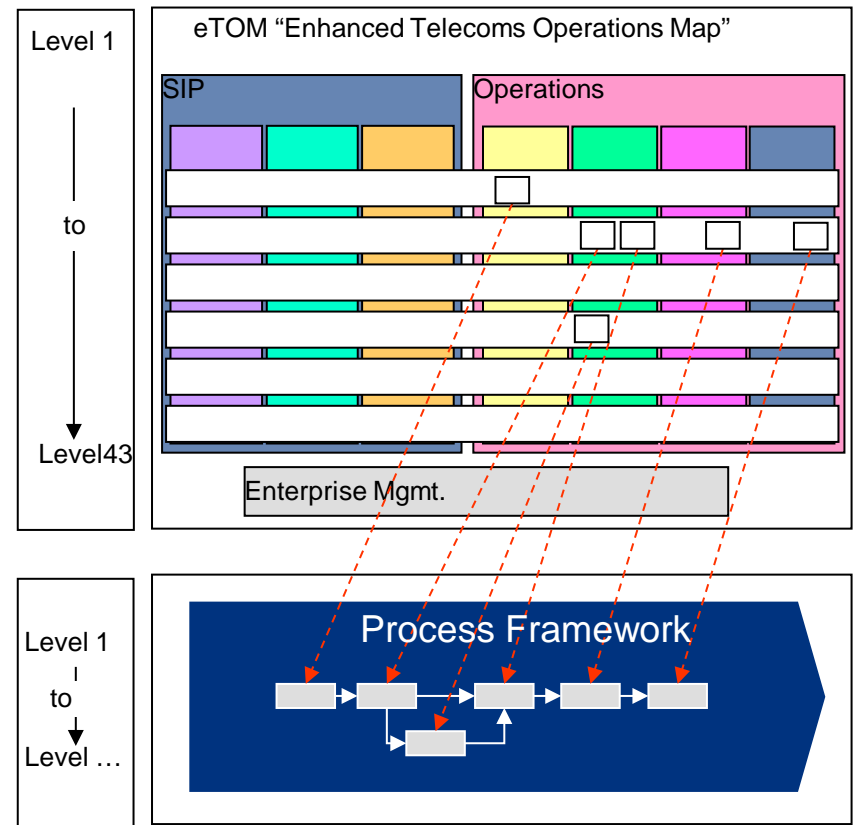 Level 1
to
Level43
eTOM “Enhanced Telecoms Operations Map”
SIP
Operations
Enterprise Mgmt.
Level 1
to
Level …
Process Framework